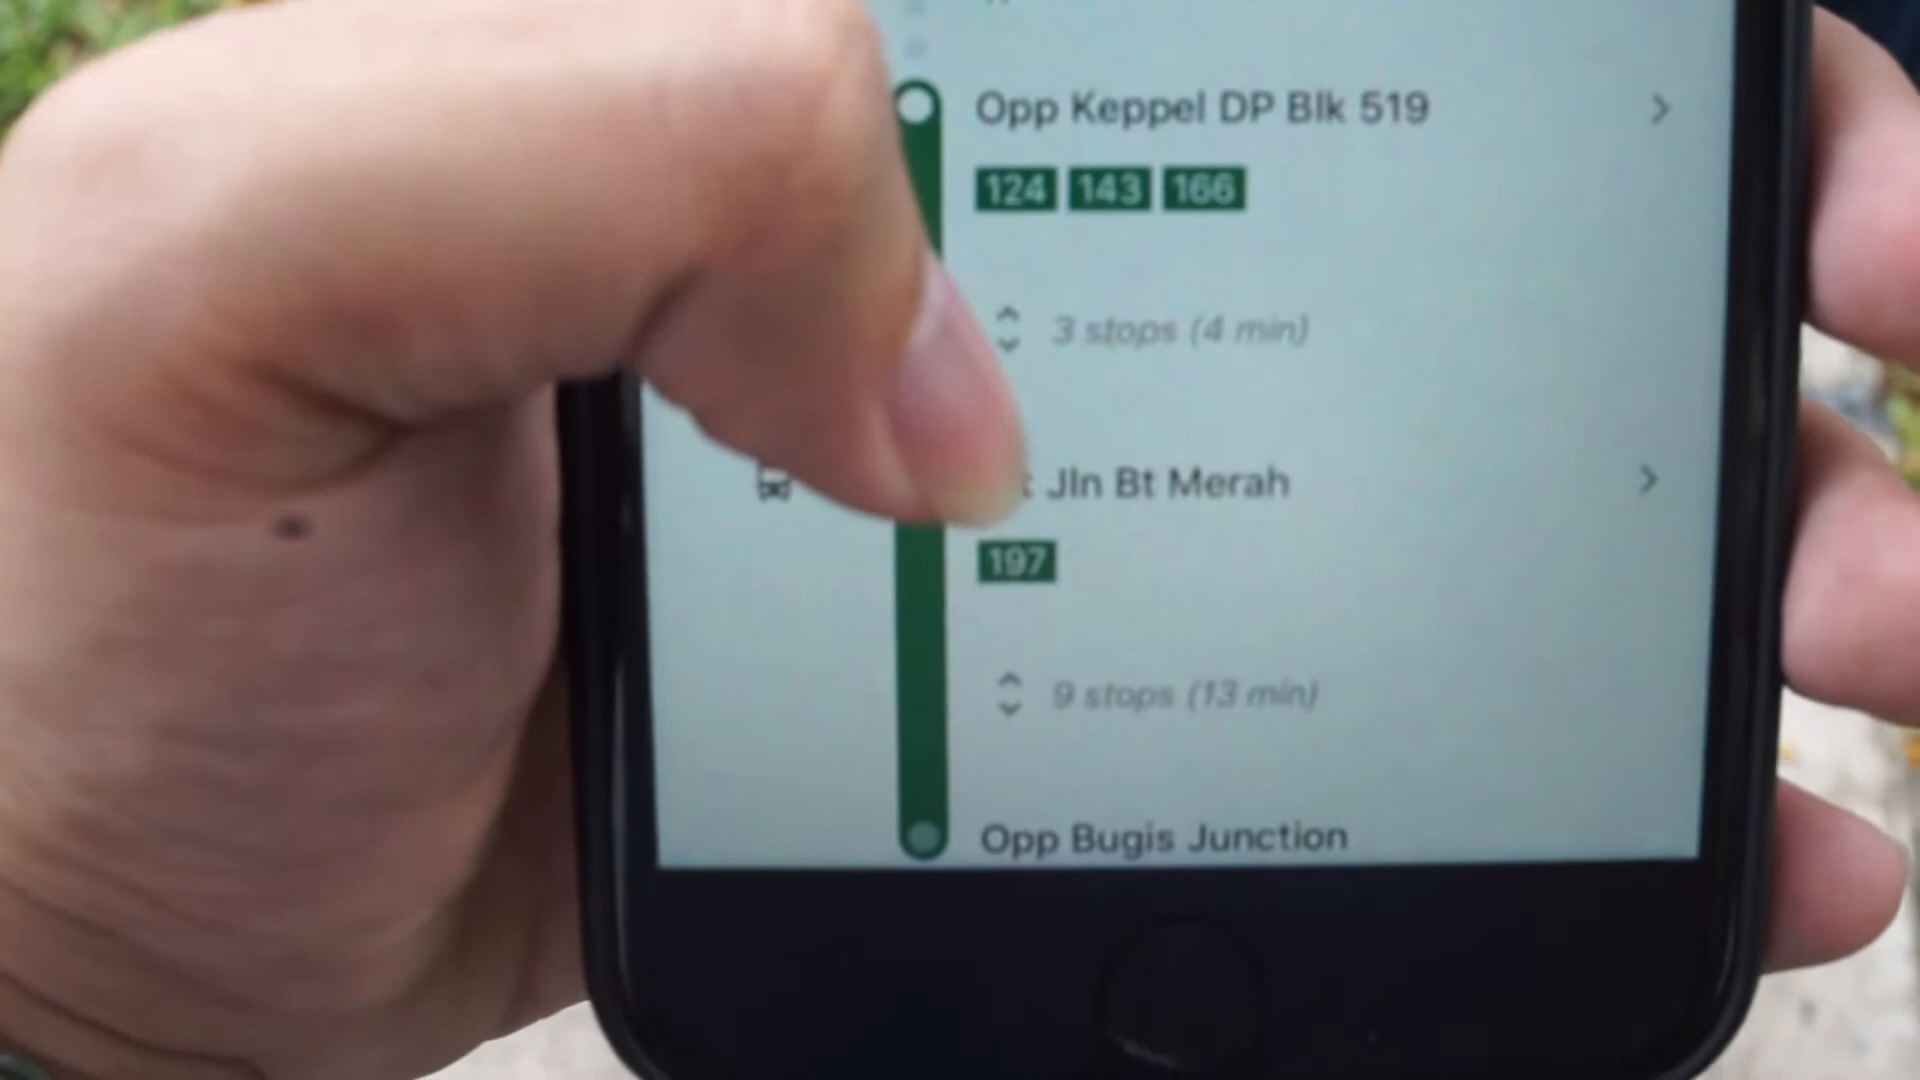 Opp Keppel DP Blk 519
124 143 166
3 stops (4 min)
Jln Bt Merah
197
9 stops (13 min)
Opp Bugis Junction